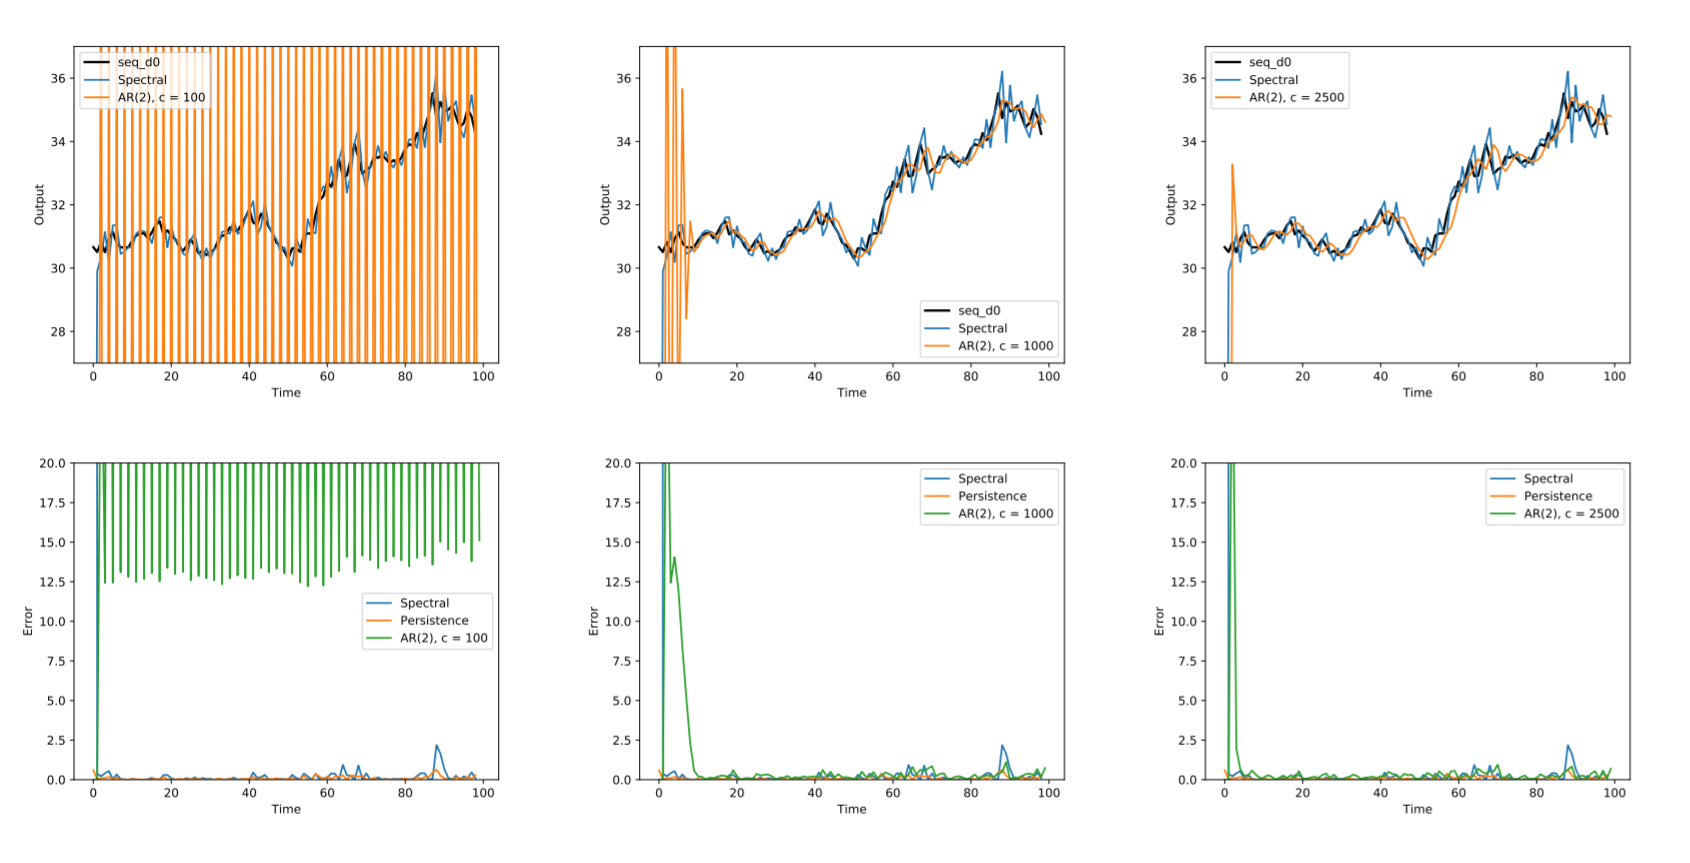 36
34
32
30
28
Output
seq_d0
Spectral
AR(2), c = 100
0
20
40
60
80
100
Time
36
34
32
30
28
Output
seq_d0
Spectral
AR(2), c = 1000
0
20
40
60
80
100
Time
36
34
32
30
28
Output
seq_d0
Spectral
AR(2), c = 2500
0
20
40
60
80
100
Time
20.0
17.5
15.0
12.5
10.0
7.5
5.0
2.5
0.0
Error
Spectral
Persistence
AR(2), c = 100
0
20
40
60
80
100
Time
20.0
17.5
15.0
12.5
10.0
7.5
5.0
2.5
0.0
Error
Spectral
Persistence
AR(2), c = 1000
0
20
40
60
80
100
Time
20.0
17.5
15.0
12.5
10.0
7.5
5.0
2.5
0.0
Error
Spectral
Persistence
AR(2), c = 2500
0
20
40
60
80
100
Time